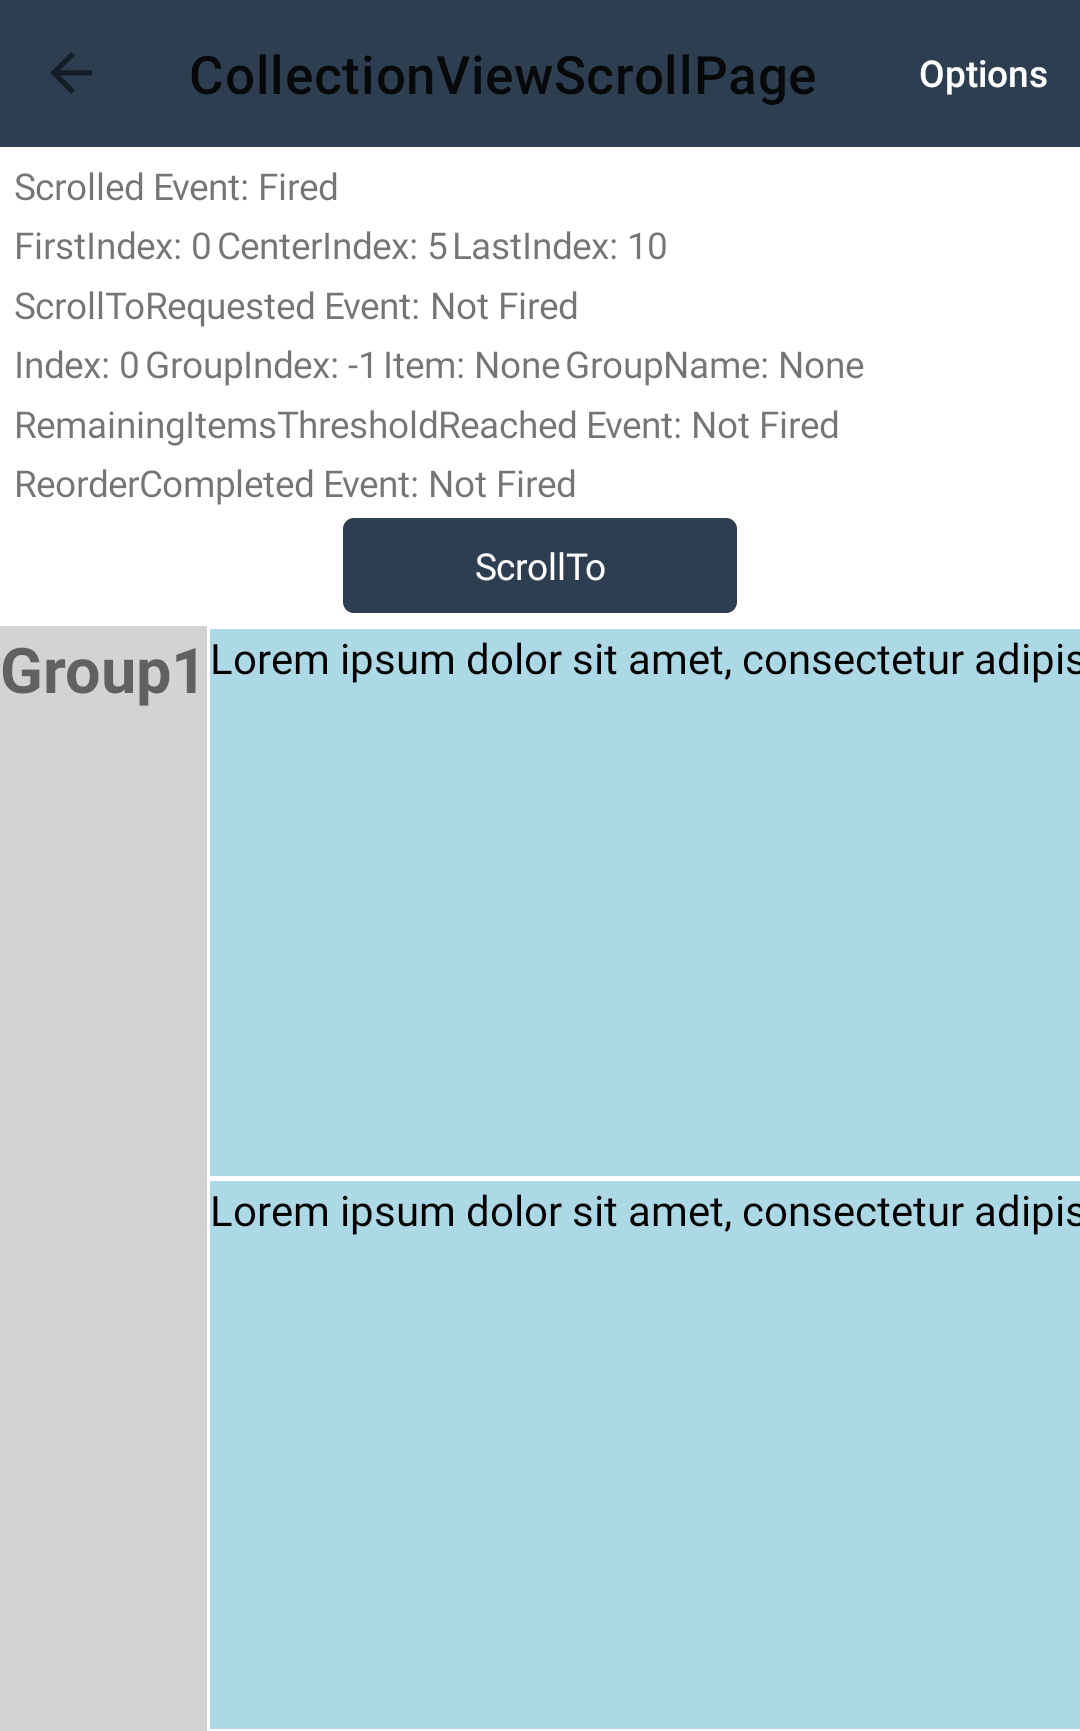 CollectionViewScrollPage
Options
Scrolled Event: Fired
FirstIndex: 0 CenterIndex: 5 LastIndex: 10
ScrollToRequested Event: Not Fired
Index: 0 GroupIndex: -1 Item: None GroupName: None
RemainingItemsThresholdReached Event: Not Fired
ReorderCompleted Event: Not Fired
ScrollTo
Group1
Lorem ipsum dolor sit amet, consectetur adipis
Lorem ipsum dolor sit amet, consectetur adipis